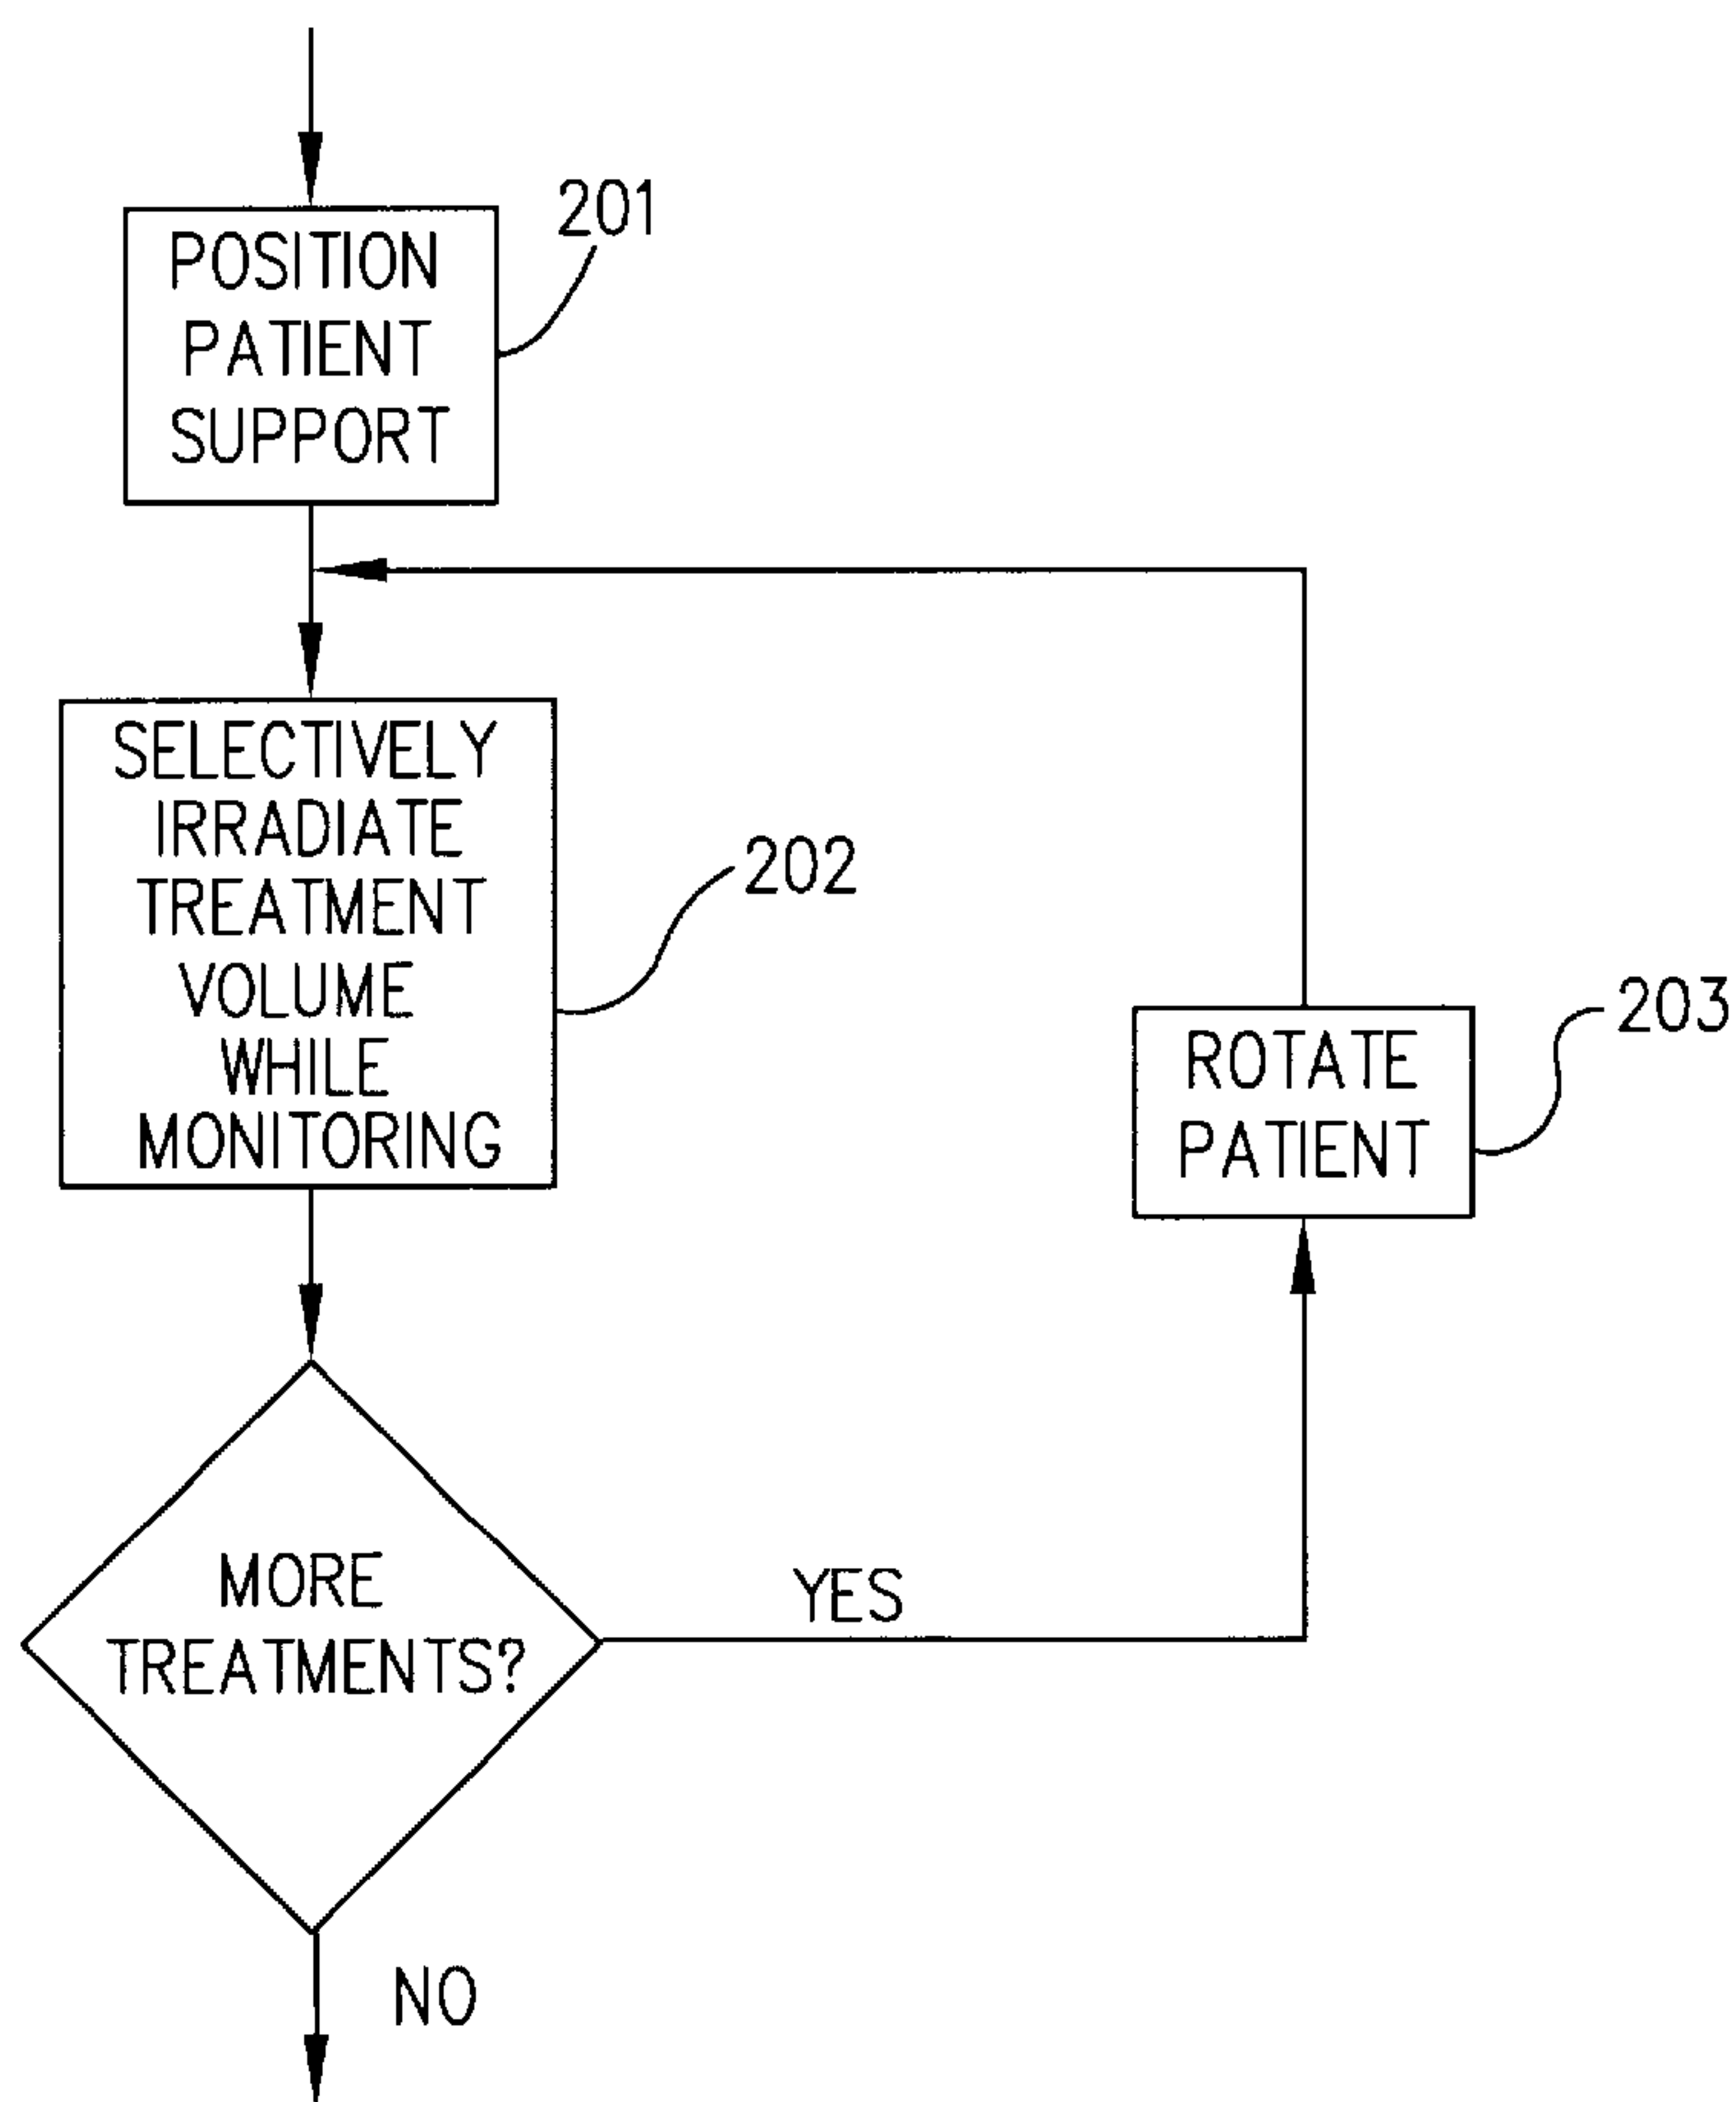 201
POSITION
PATIENT
SUPPORT
SELECTIVELY
IRRADIATE
TREATMENT
VOLUME
WHILE
MONITORING
202
203
ROTATE
PATIENT
MORE
TREATMENTS?
YES
NO